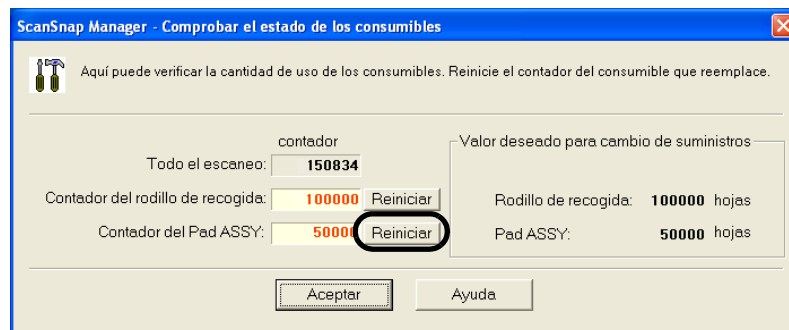 ScanSnap Manager - Comprobar el estado de los consumibles
Aquí puede verificar la cantidad de uso de los consumibles. Reinicie el contador del consumible que reemplace.
contador
Todo el escaneo: 150834
Contador del rodillo de recogida: 100000 Reiniciar
Contador del Pad ASSY: 50000 Reiniciar
Valor deseado para cambio de suministros
Rodillo de recogida: 100000 hojas
Pad ASSY: 50000 hojas
Aceptar Ayuda